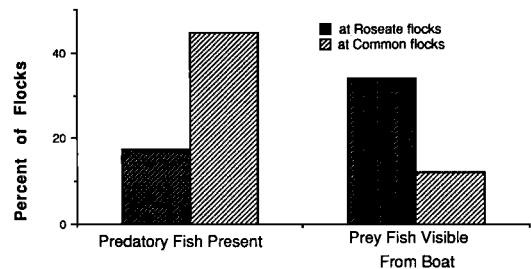 Percent of Flocks
40
20
0
at Roseate flocks
at Common flocks
Predatory Fish Present
Prey Fish Visible
From Boat